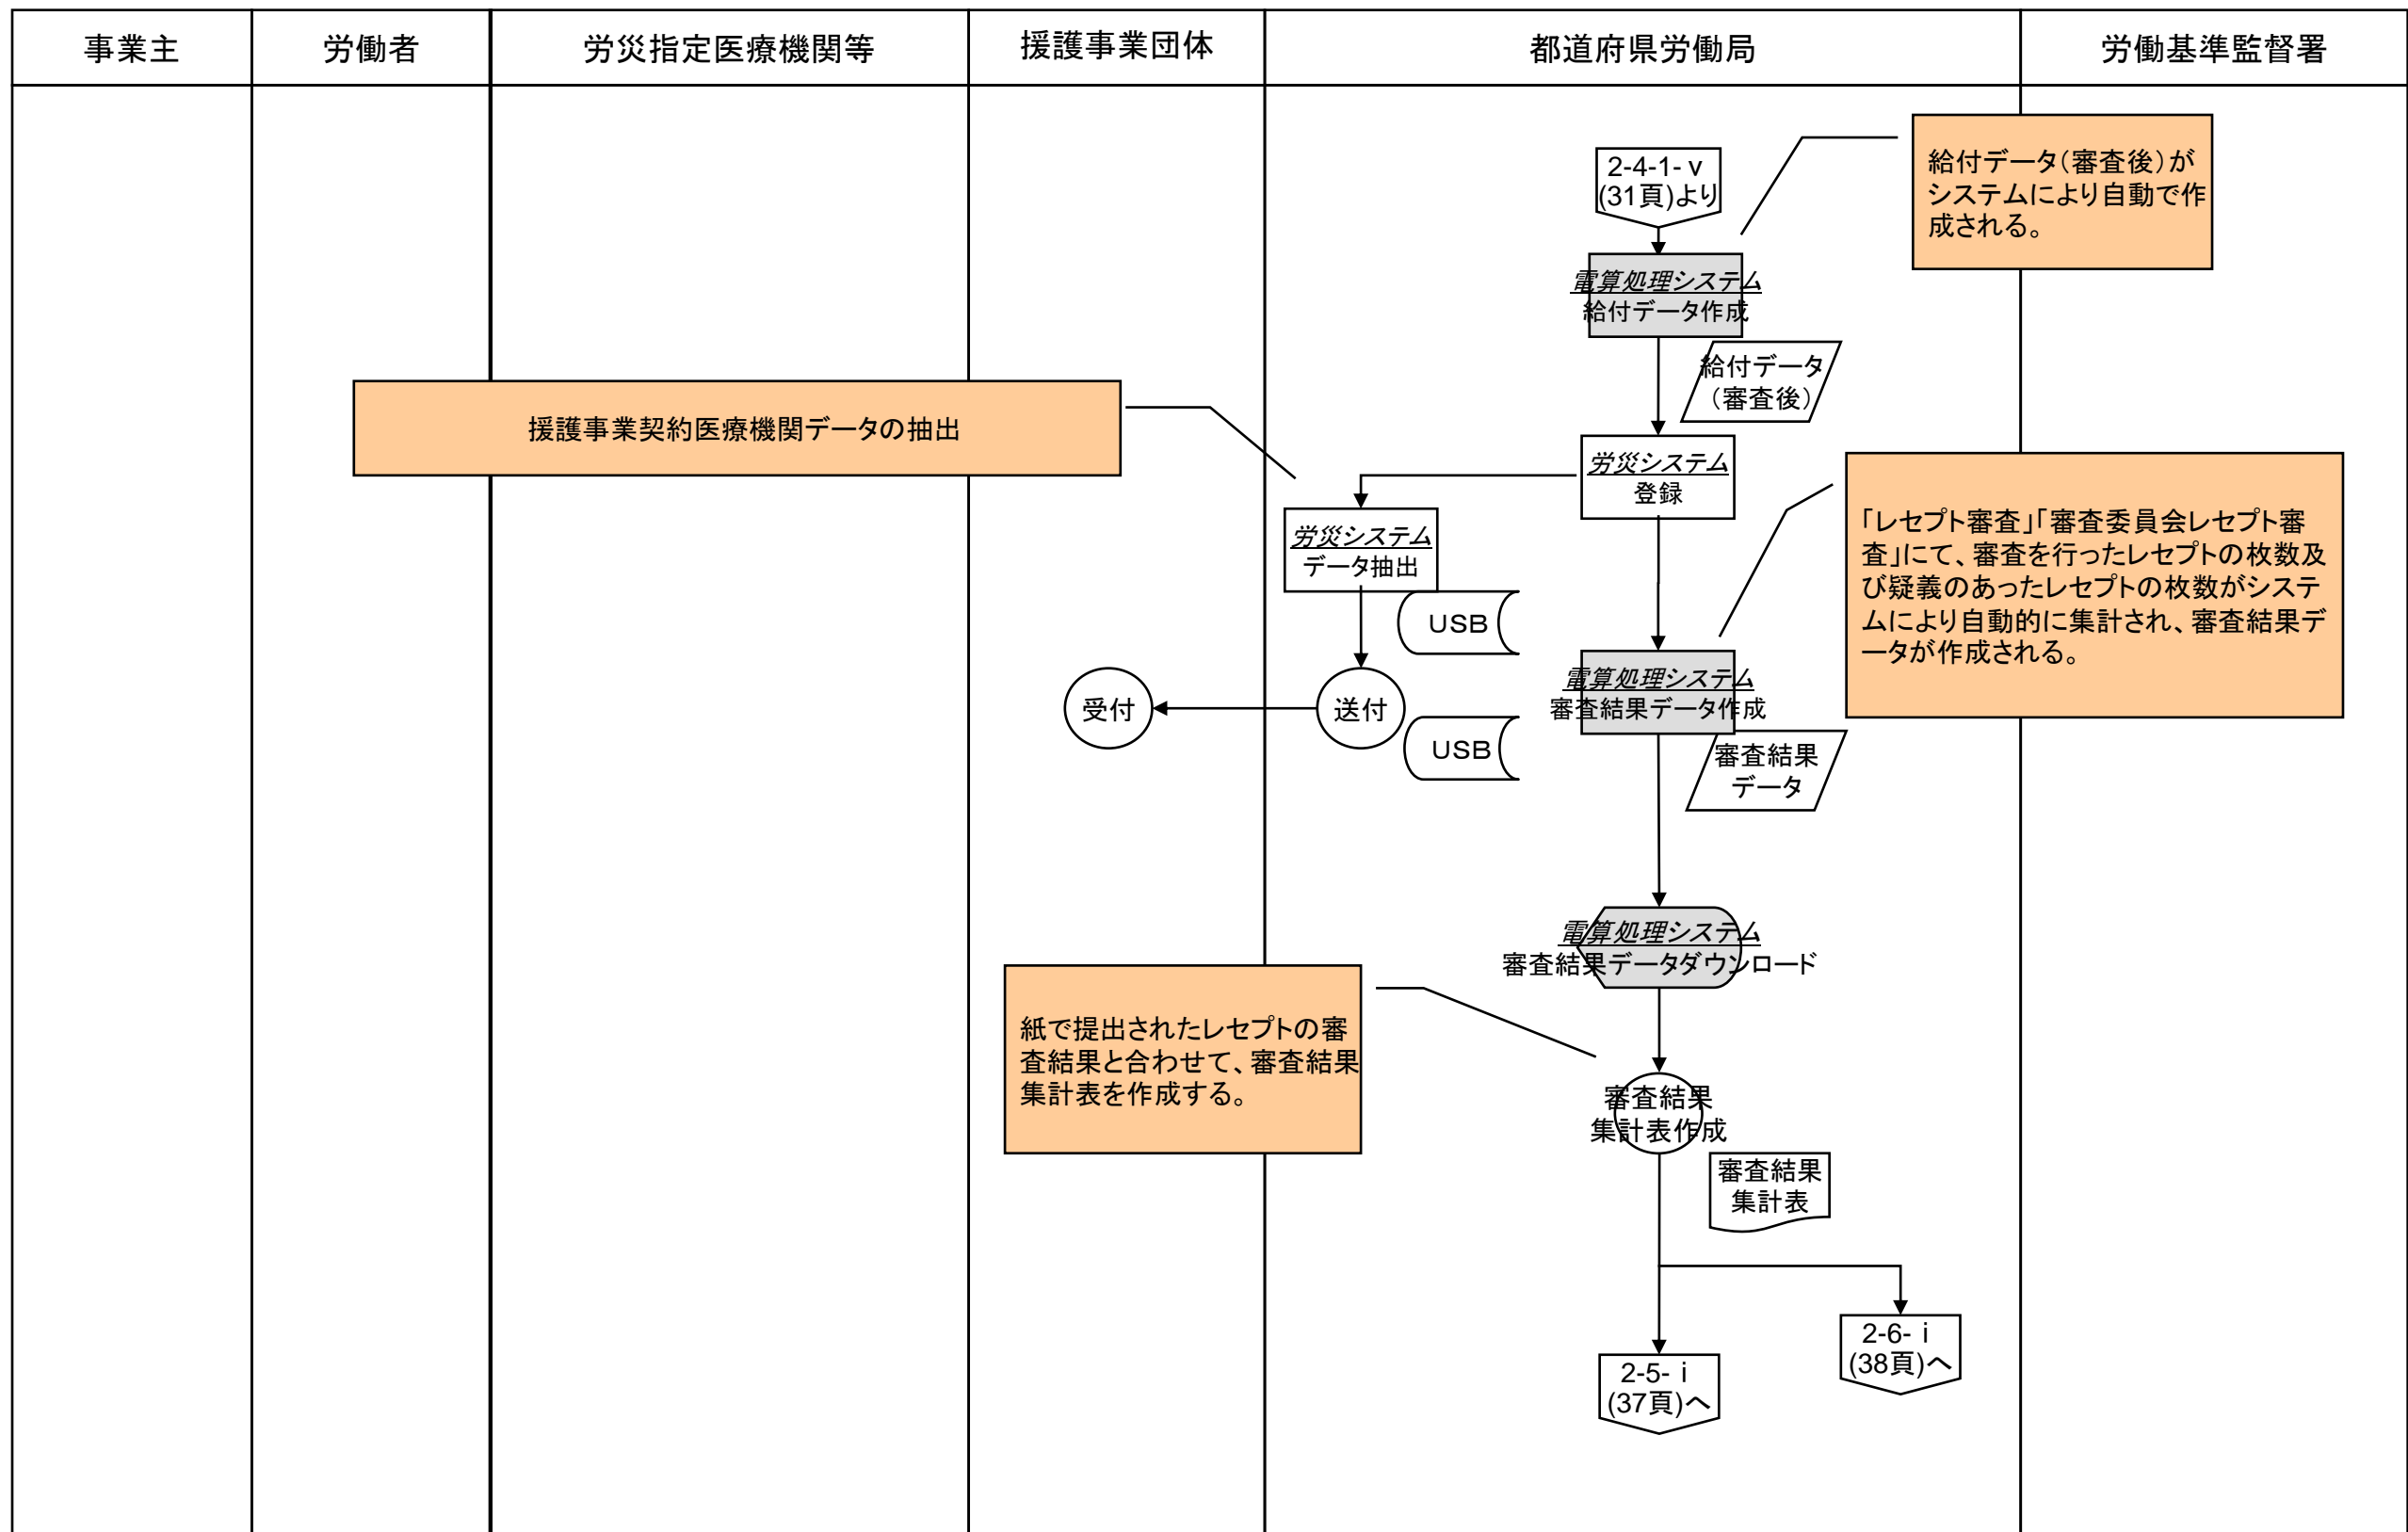 事業主
労働者
労災指定医療機関等
援護事業団体
都道府県労働局
労働基準監督署
2-4-1-ⅴ
(31頁)より
給付データ（審査後）が
システムにより自動で作
成される。
電算処理システム
給付データ作成
給付データ
（審査後）
援護事業契約医療機関データの抽出
労災システム
登録
労災システム
データ抽出
「レセプト審査」「審査委員会レセプト審
査」にて、審査を行ったレセプトの枚数及
び疑義のあったレセプトの枚数がシステ
ムにより自動的に集計され、審査結果デ
ータが作成される。
USB
電算処理システム
審査結果データ作成
受付
送付
USB
審査結果
データ
電算処理システム
審査結果データダウンロード
紙で提出されたレセプトの審
査結果と合わせて、審査結果
集計表を作成する。
審査結果
集計表作成
審査結果
集計表
2-6-ⅰ
(38頁)へ
2-5-ⅰ
(37頁)へ